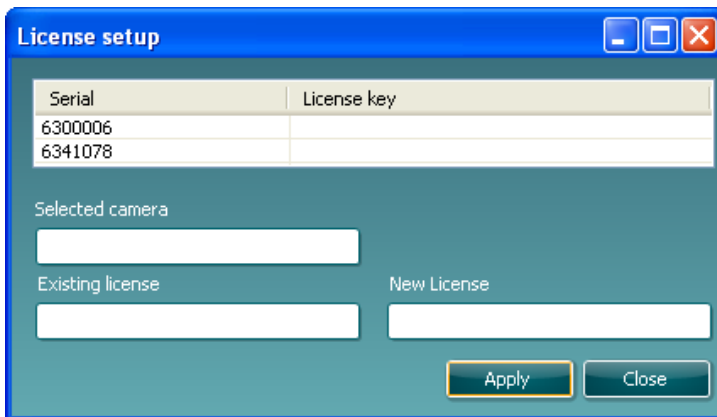 License setup
Serial License key
6300006
6341078
Selected camera
Existing license New License
Apply Close